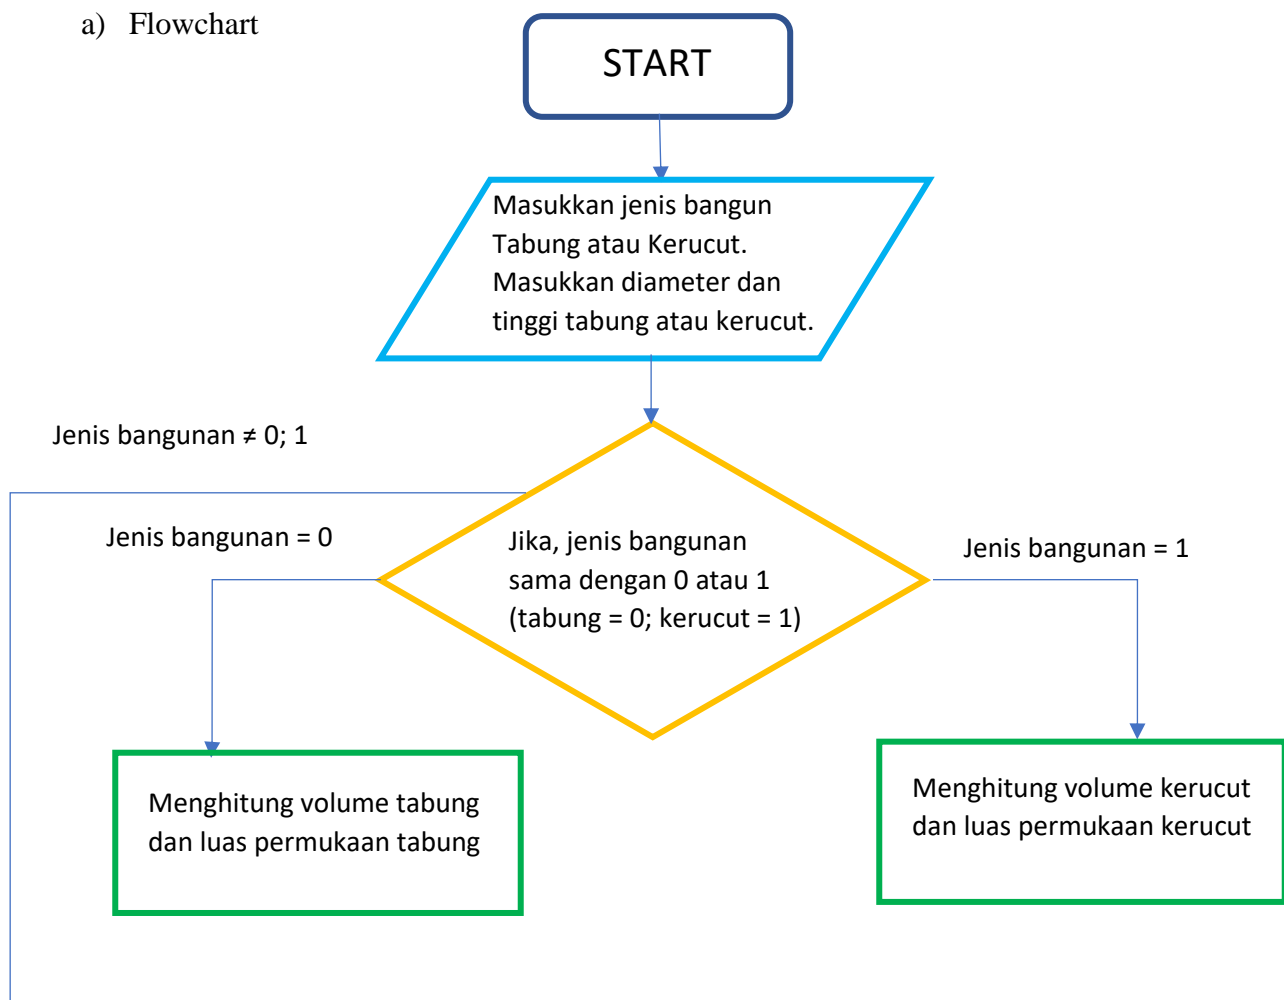 a) Flowchart
START
Masukkan jenis bangun
Tabung atau Kerucut.
Masukkan diameter dan
tinggi tabung atau kerucut.
Jenis bangunan ≠ 0; 1
Jenis bangunan = 0
Jika, jenis bangunan
sama dengan 0 atau 1
(tabung = 0; kerucut = 1)
Jenis bangunan = 1
Menghitung volume tabung
dan luas permukaan tabung
Menghitung volume kerucut
dan luas permukaan kerucut